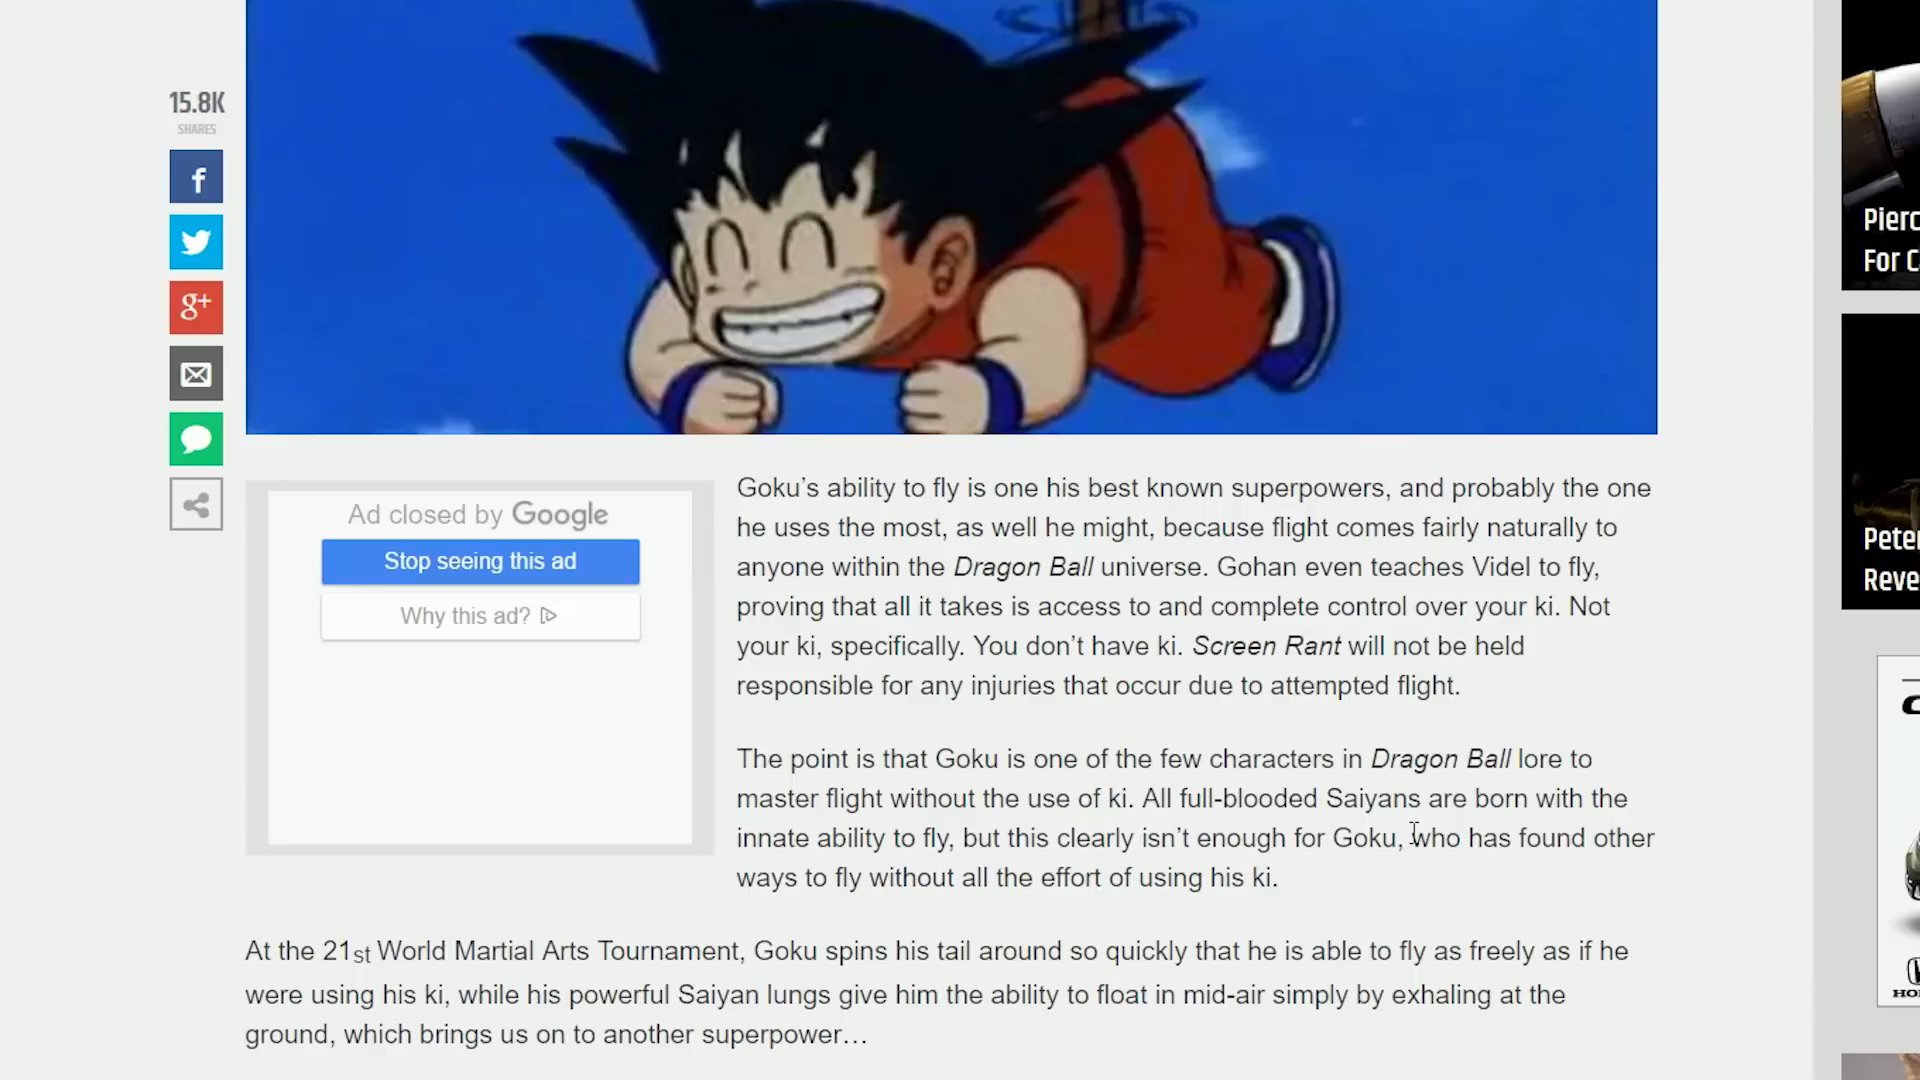 15.8K
SHARES
f
g+
Ad closed by Google
Stop seeing this ad
Why this ad?
Goku’s ability to fly is one his best known superpowers, and probably the one
he uses the most, as well he might, because flight comes fairly naturally to
anyone within the Dragon Ball universe. Gohan even teaches Videl to fly,
proving that all it takes is access to and complete control over your ki. Not
your ki, specifically. You don’t have ki. Screen Rant will not be held
responsible for any injuries that occur due to attempted flight.
The point is that Goku is one of the few characters in Dragon Ball lore to
master flight without the use of ki. All full-blooded Saiyans are born with the
innate ability to fly, but this clearly isn’t enough for Goku, who has found other
ways to fly without all the effort of using his ki.
At the 21st World Martial Arts Tournament, Goku spins his tail around so quickly that he is able to fly as freely as if he
were using his ki, while his powerful Saiyan lungs give him the ability to float in mid-air simply by exhaling at the
ground, which brings us on to another superpower…
Pierc
For C
Peter
Reve
HO